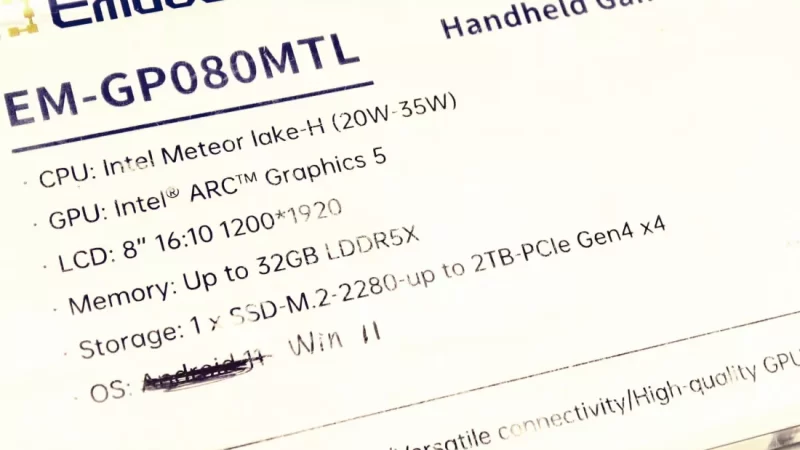 Handheld
EM-GP080MTL
· CPU: Intel Meteor lake-H (20W-35W)
· GPU: Intel® ARC™ Graphics 5
· LCD: 8" 16:10 1200*1920
· Memory: Up to 32GB LDDR5X
· Storage: 1 x SSD-M.2-2280-up to 2TB-PCIe Gen4 x4
· OS: Android 11 Win 11
Versatile connectivity/High-quality GPU